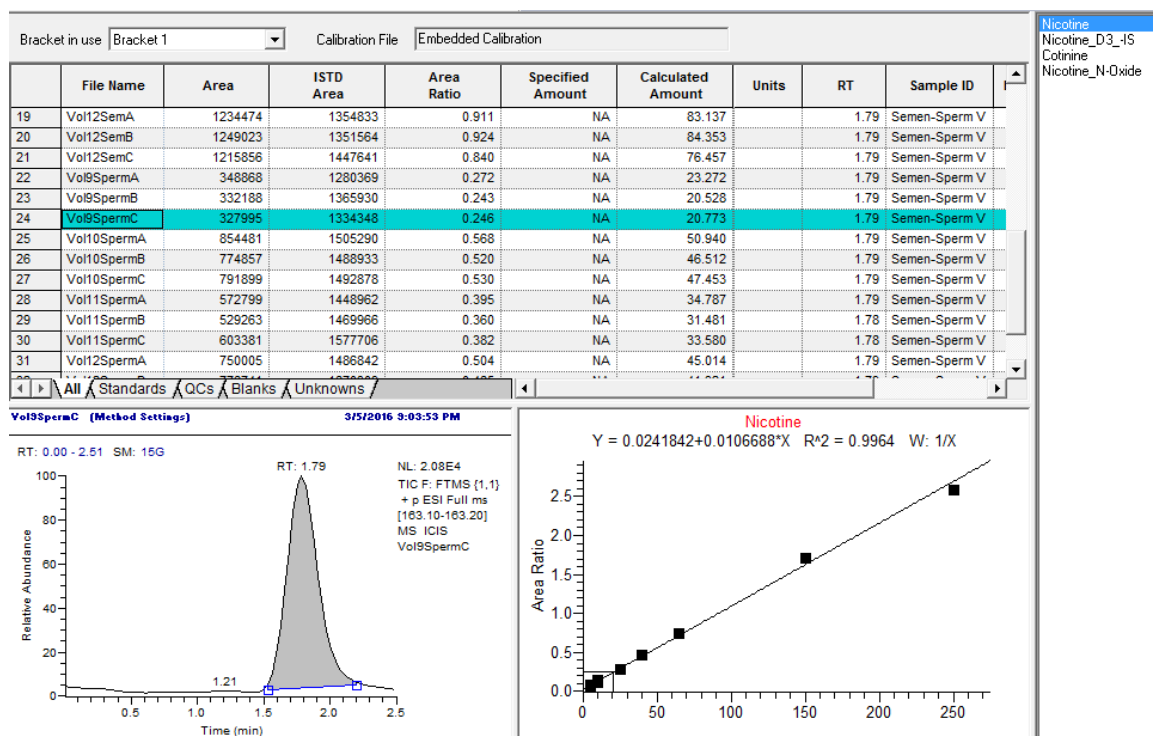 Bracket in use Bracket 1 Calibration File Embedded Calibration
File Name Area ISTD Area Area Ratio Specified Amount Calculated Amount Units RT Sample ID
19 Vol12SemA 1234474 1354833 0.911 NA 83.137 1.79 Semen-Sperm V
20 Vol12SemB 1249023 1351564 0.924 NA 84.353 1.79 Semen-Sperm V
21 Vol12SemC 1215856 1447641 0.840 NA 76.457 1.79 Semen-Sperm V
22 Vol9SpermA 348868 1280369 0.272 NA 23.272 1.79 Semen-Sperm V
23 Vol9SpermB 332188 1365930 0.243 NA 20.528 1.79 Semen-Sperm V
24 Vol9SpermC 327995 1334348 0.246 NA 20.773 1.79 Semen-Sperm V
25 Vol10SpermA 854481 1505290 0.568 NA 50.940 1.79 Semen-Sperm V
26 Vol10SpermB 774857 1488933 0.520 NA 46.512 1.79 Semen-Sperm V
27 Vol10SpermC 791899 1492878 0.530 NA 47.453 1.79 Semen-Sperm V
28 Vol11SpermA 572799 1448962 0.395 NA 34.787 1.79 Semen-Sperm V
29 Vol11SpermB 529263 1469966 0.360 NA 31.481 1.78 Semen-Sperm V
30 Vol11SpermC 603381 1577706 0.382 NA 33.580 1.78 Semen-Sperm V
31 Vol12SpermA 750005 1486842 0.504 NA 45.014 1.79 Semen-Sperm V
All Standards QCs Blanks Unknowns
Nicotine
Nicotine_D3_-IS
Cotinine
Nicotine_N-Oxide
Vol9SpermC (Method Settings) 3/5/2016 9:03:53 PM
RT: 0.00 - 2.51 SM: 15G
RT: 1.79
NL: 2.08E4
TIC F: FTMS {1,1}
+ p ESI Full ms
[163.10-163.20]
MS ICIS
Vol9SpermC
100
80
60
40
20
0
Relative Abundance
1.21
0.5 1.0 1.5 2.0 2.5
Time (min)
Nicotine
Y = 0.0241842+0.0106688*X R^2 = 0.9964 W: 1/X
2.5
2.0
1.5
1.0
0.5
0.0
Area Ratio
0 50 100 150 200 250